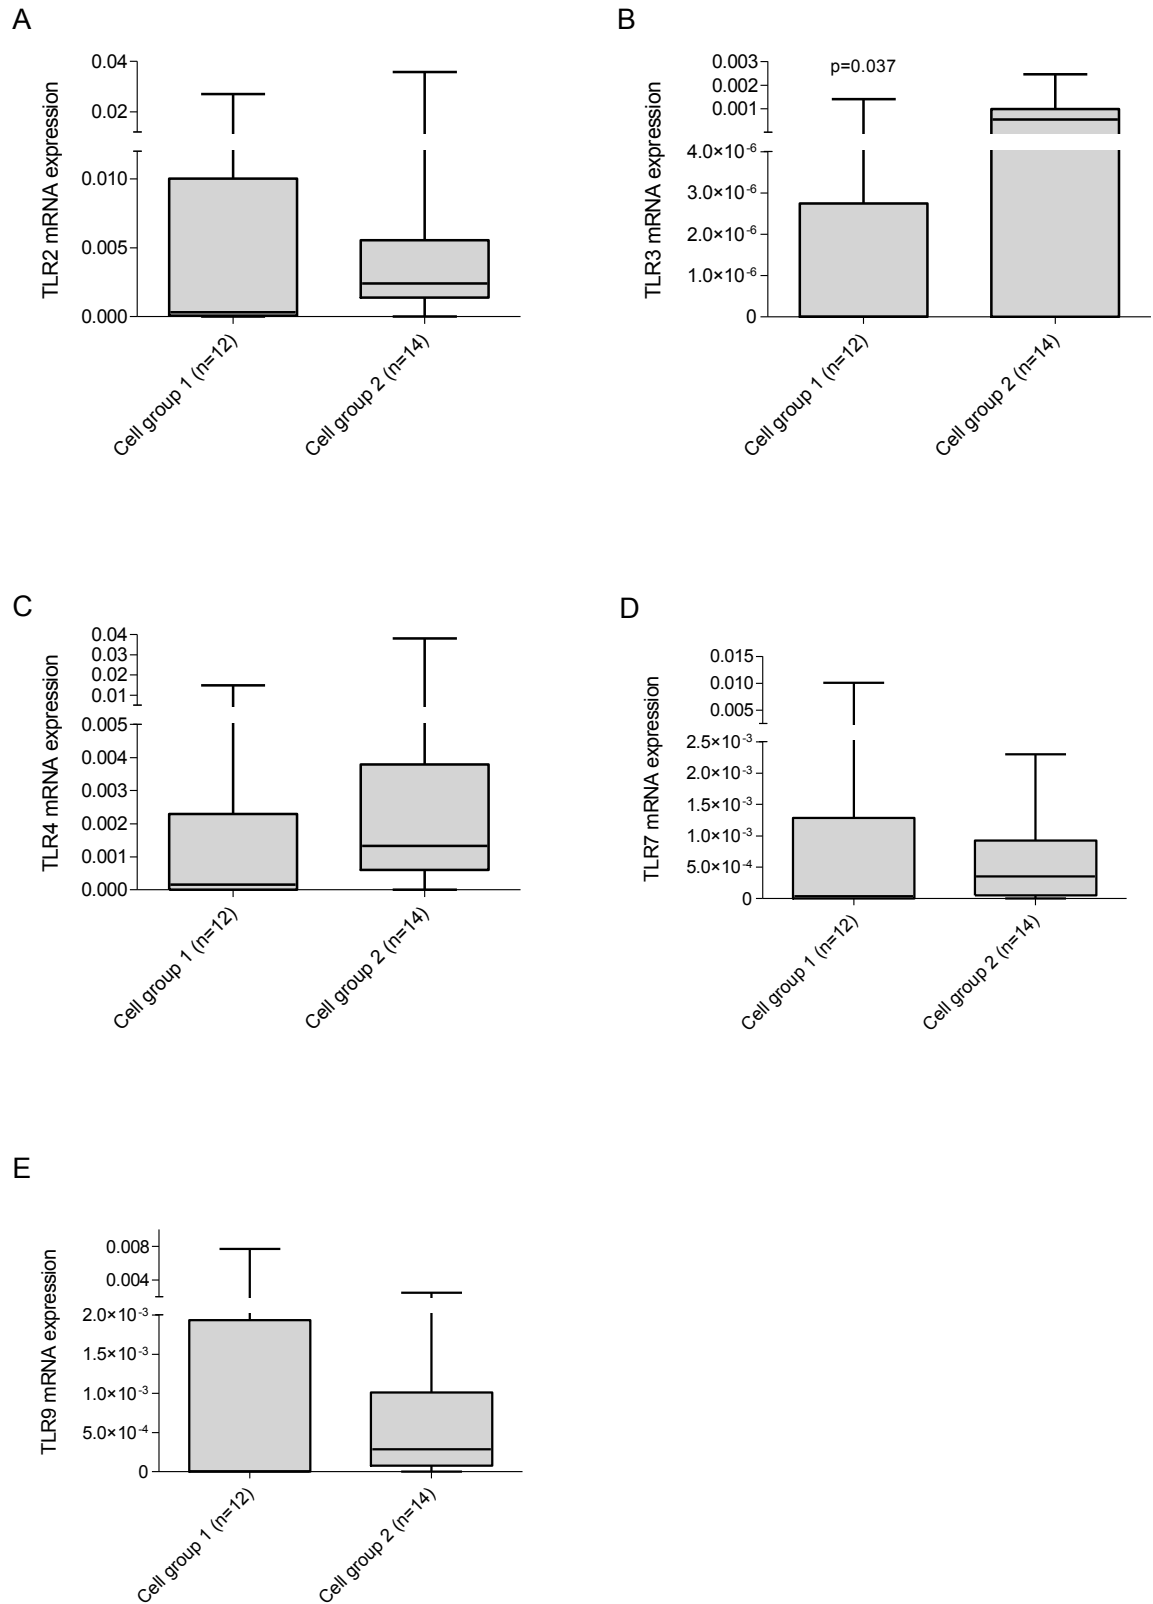 A
TLR2 mRNA expression
0.04
0.02
0.010
0.005
0.000
Cell group 1 (n=12)
Cell group 2 (n=14)
B
TLR3 mRNA expression
0.003
0.002
0.001
4.0×10⁻⁶
3.0×10⁻⁶
2.0×10⁻⁶
1.0×10⁻⁶
0
p=0.037
Cell group 1 (n=12)
Cell group 2 (n=14)
C
TLR4 mRNA expression
0.04
0.03
0.02
0.01
0.005
0.004
0.003
0.002
0.001
0.000
Cell group 1 (n=12)
Cell group 2 (n=14)
D
TLR7 mRNA expression
0.015
0.010
0.005
2.5×10⁻³
2.0×10⁻³
1.5×10⁻³
1.0×10⁻³
5.0×10⁻⁴
0
Cell group 1 (n=12)
Cell group 2 (n=14)
E
TLR9 mRNA expression
0.008
0.004
2.0×10⁻³
1.5×10⁻³
1.0×10⁻³
5.0×10⁻⁴
0
Cell group 1 (n=12)
Cell group 2 (n=14)